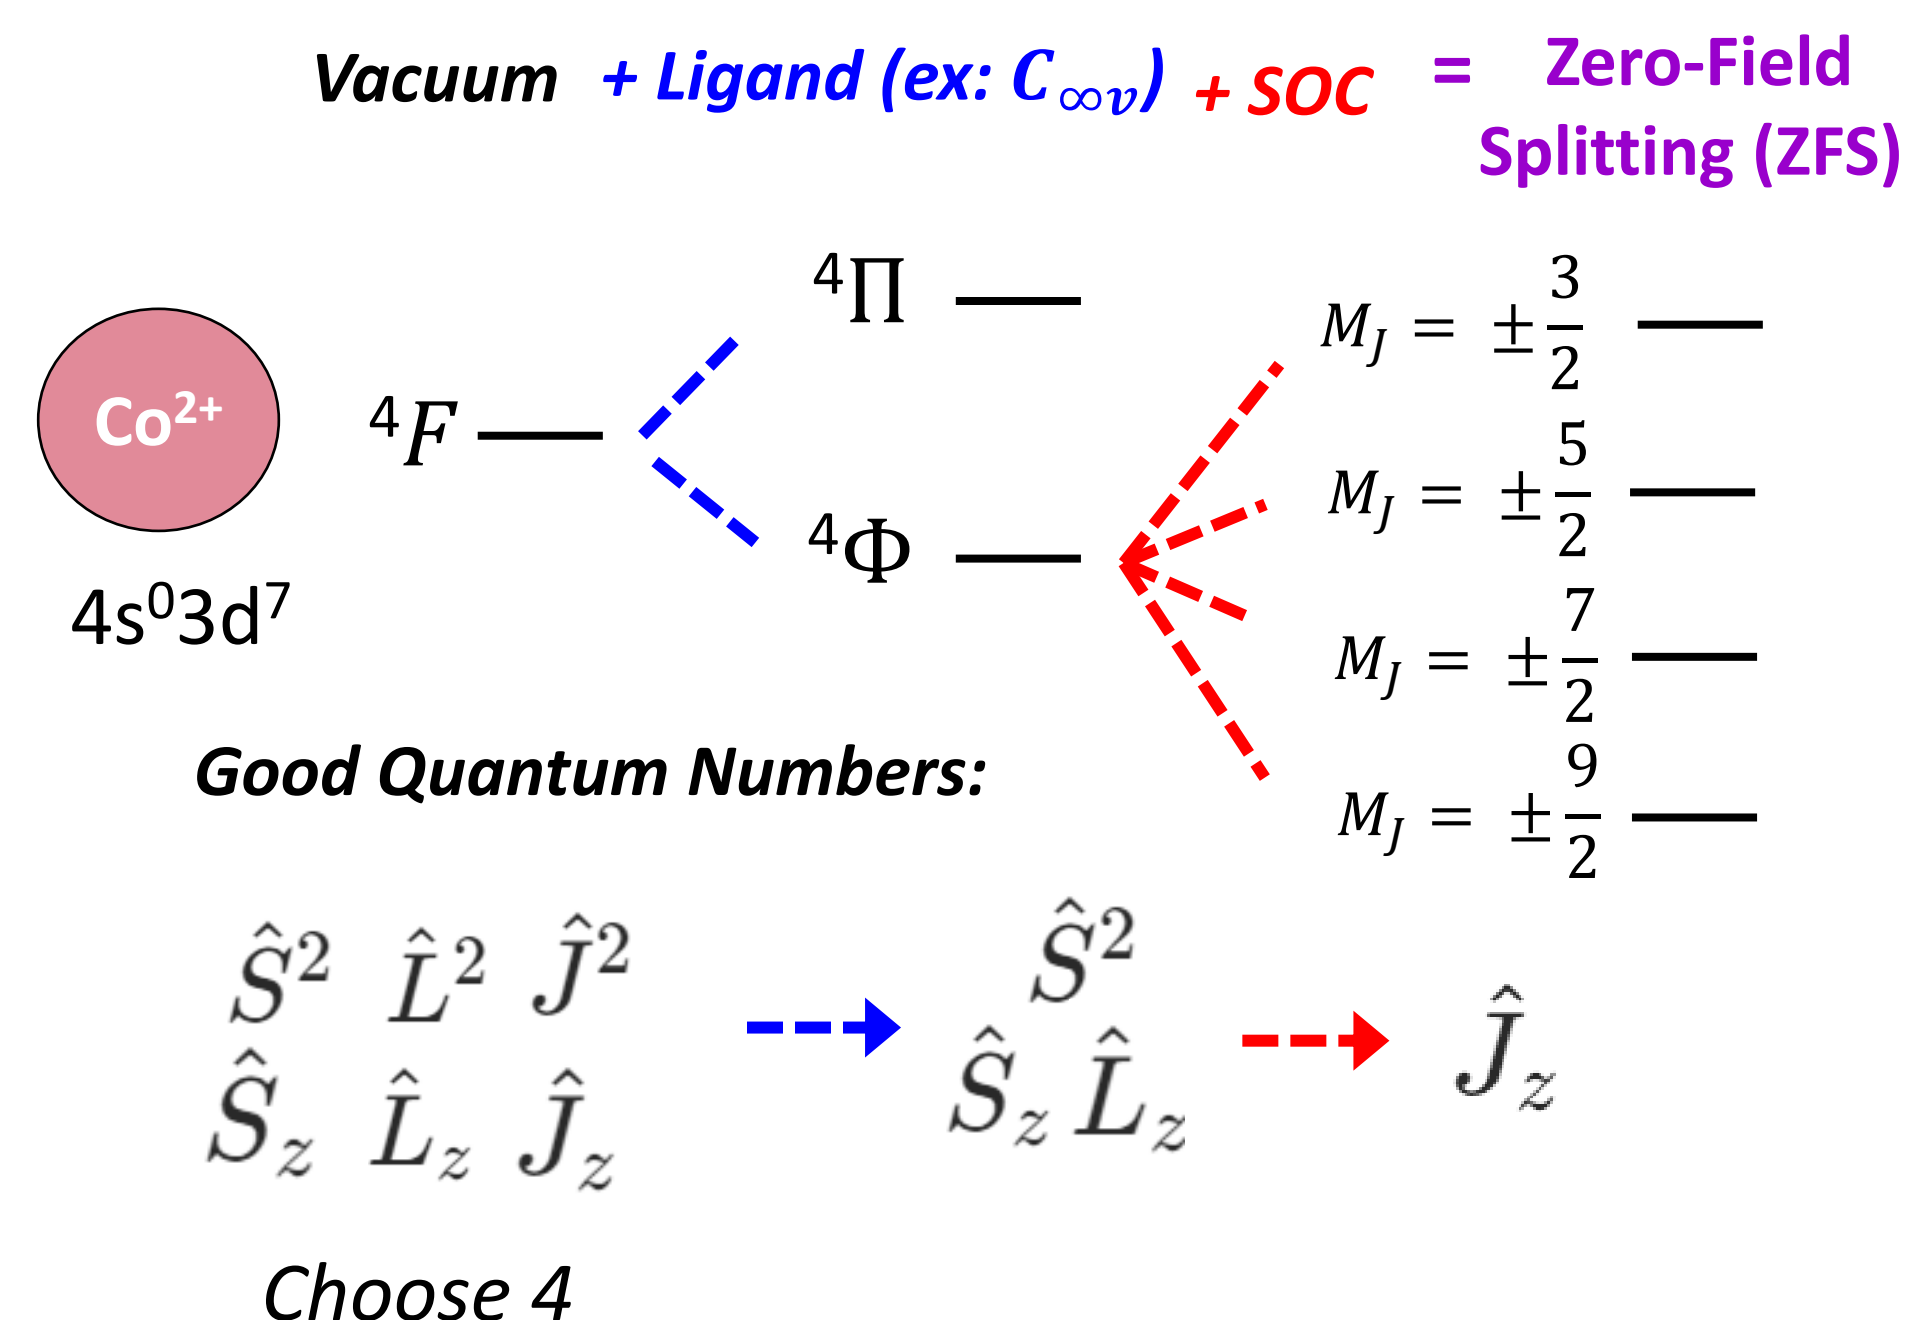 Vacuum + Ligand (ex: C∞v) + SOC = Zero-Field Splitting (ZFS)
Co²⁺
4s⁰3d⁷
⁴F
⁴Π
⁴Φ
M_J = ±3/2
M_J = ±5/2
M_J = ±7/2
M_J = ±9/2
Good Quantum Numbers:
Ŝ² L̂² Ĵ²
Ŝ_z L̂_z Ĵ_z
Ŝ²
Ŝ_z L̂_z
Ĵ_z
Choose 4